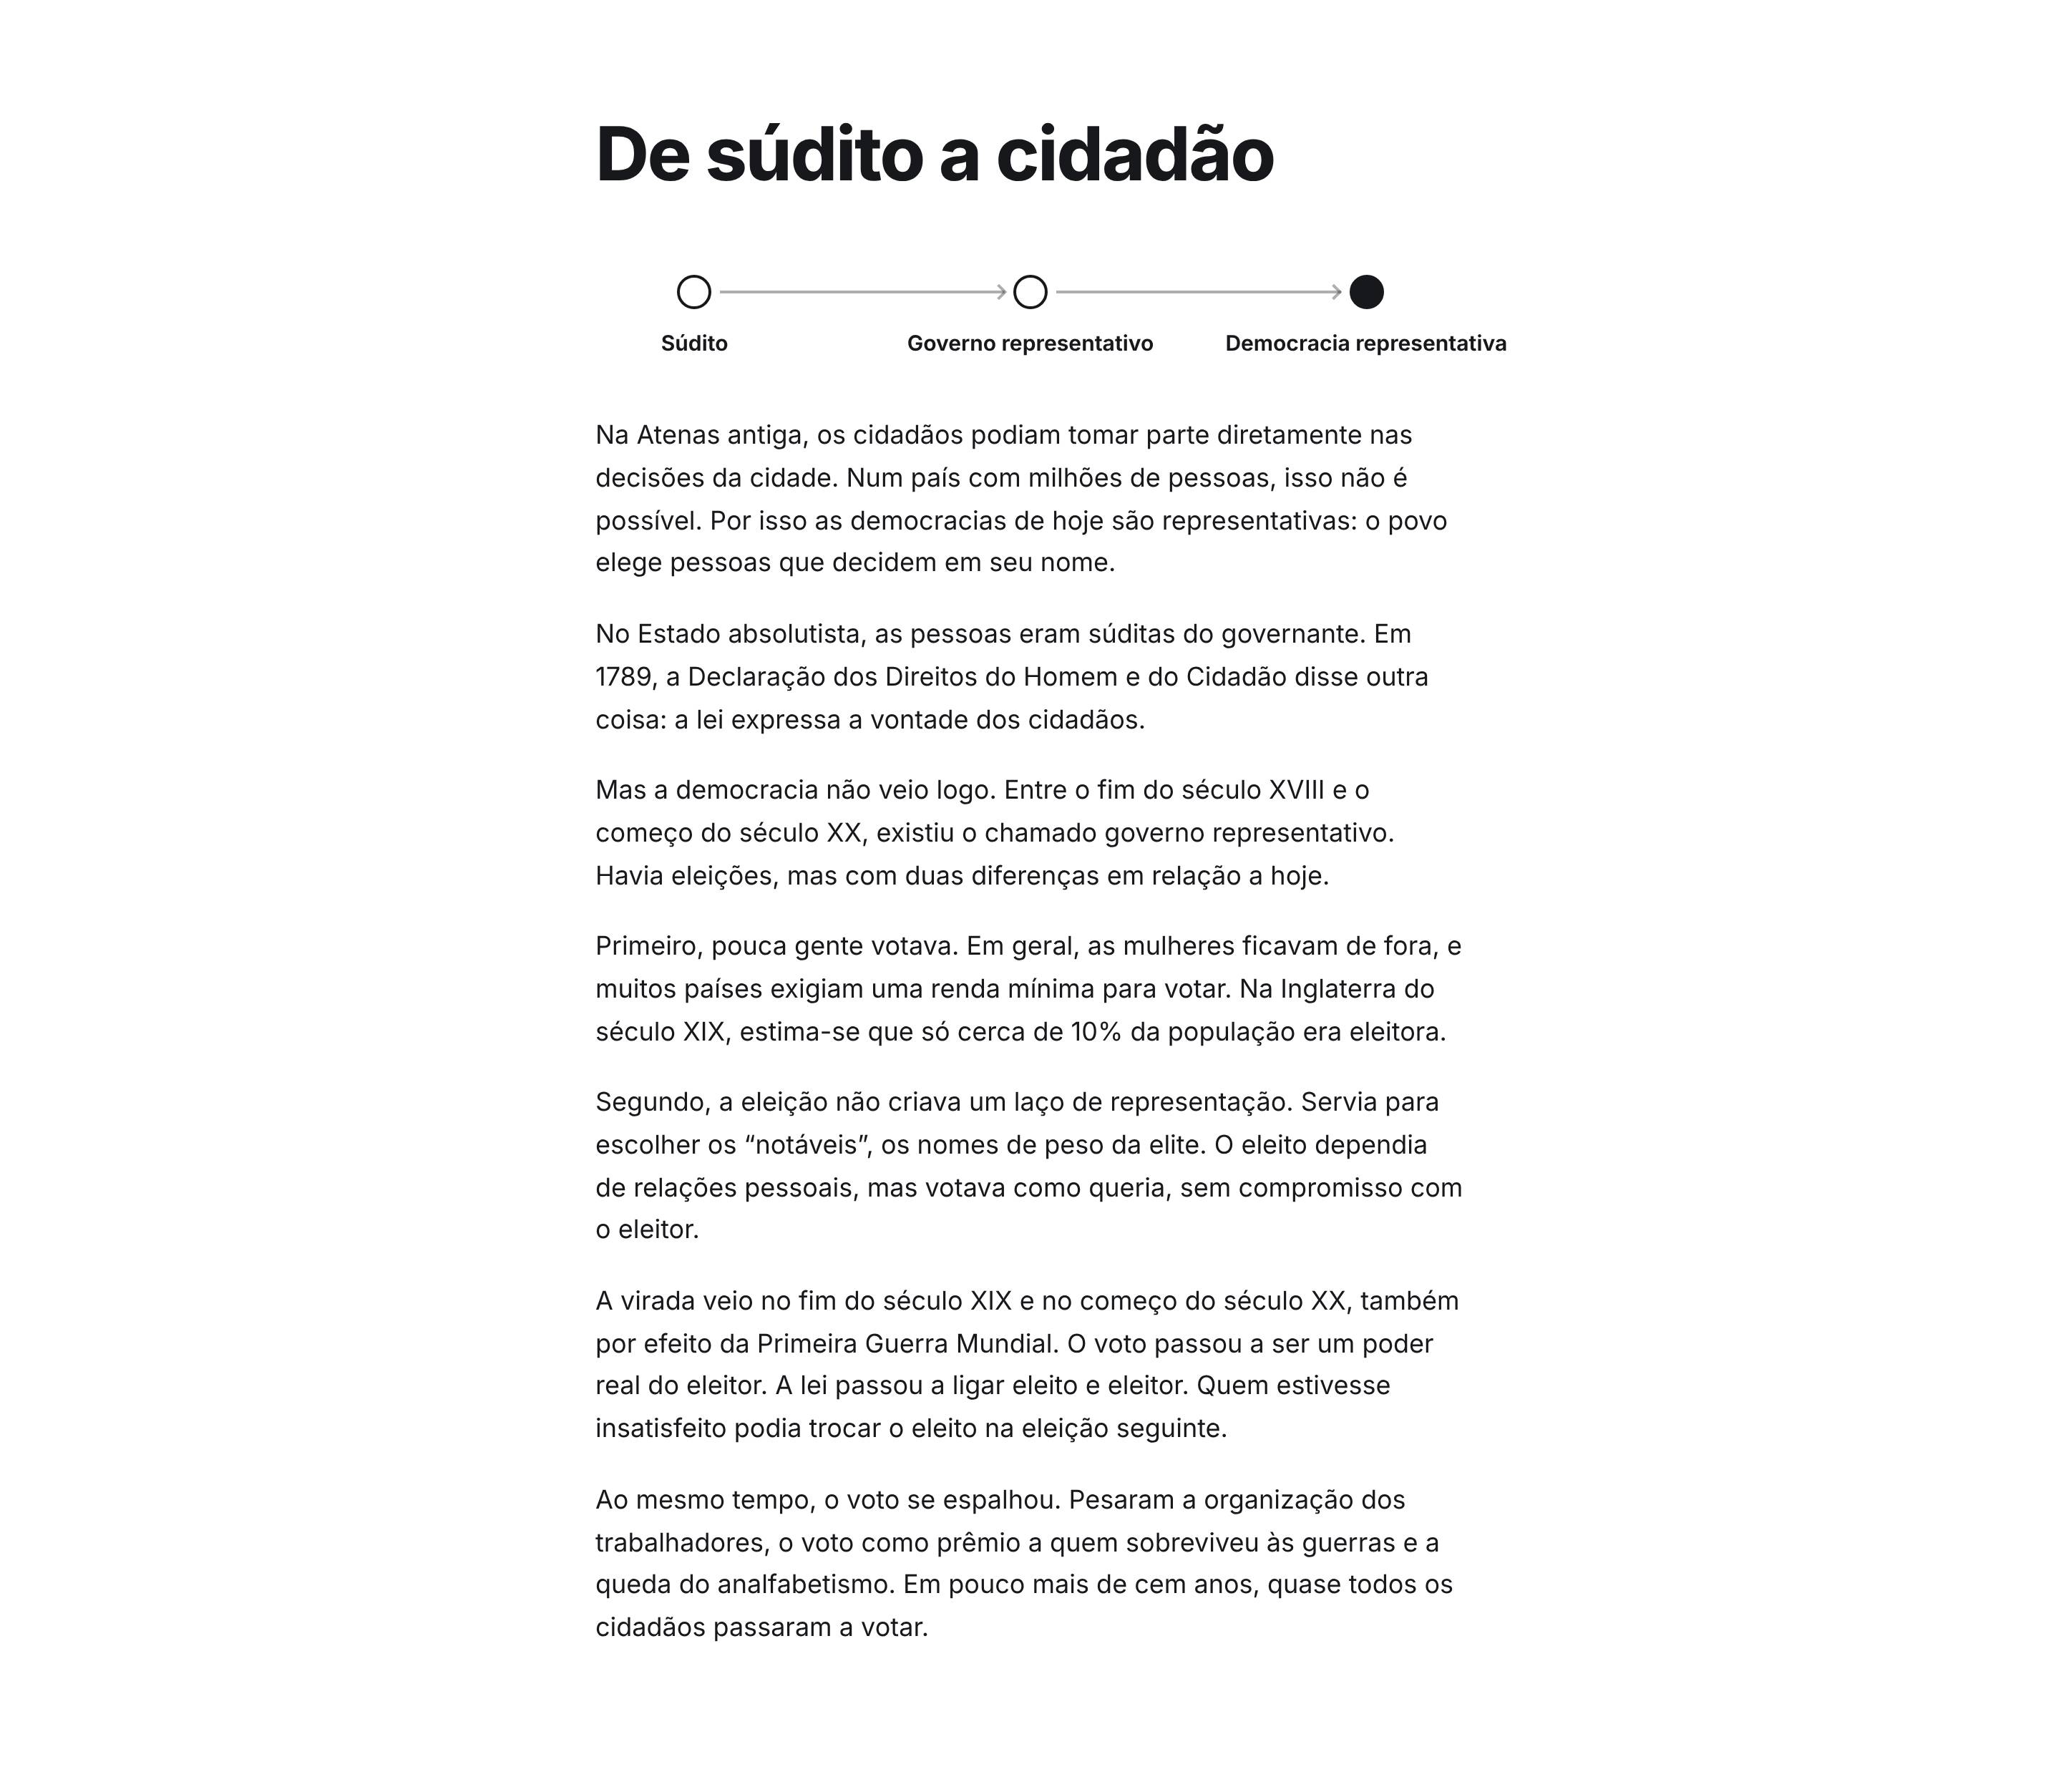 De súdito a cidadão
Súdito
Governo representativo
Democracia representativa
Na Atenas antiga, os cidadãos podiam tomar parte diretamente nas
decisões da cidade. Num país com milhões de pessoas, isso não é
possível. Por isso as democracias de hoje são representativas: o povo
elege pessoas que decidem em seu nome.
No Estado absolutista, as pessoas eram súditas do governante. Em
1789, a Declaração dos Direitos do Homem e do Cidadão disse outra
coisa: a lei expressa a vontade dos cidadãos.
Mas a democracia não veio logo. Entre o fim do século XVIII e o
começo do século XX, existiu o chamado governo representativo.
Havia eleições, mas com duas diferenças em relação a hoje.
Primeiro, pouca gente votava. Em geral, as mulheres ficavam de fora, e
muitos países exigiam uma renda mínima para votar. Na Inglaterra do
século XIX, estima-se que só cerca de 10% da população era eleitora.
Segundo, a eleição não criava um laço de representação. Servia para
escolher os “notáveis”, os nomes de peso da elite. O eleito dependia
de relações pessoais, mas votava como queria, sem compromisso com
o eleitor.
A virada veio no fim do século XIX e no começo do século XX, também
por efeito da Primeira Guerra Mundial. O voto passou a ser um poder
real do eleitor. A lei passou a ligar eleito e eleitor. Quem estivesse
insatisfeito podia trocar o eleito na eleição seguinte.
Ao mesmo tempo, o voto se espalhou. Pesaram a organização dos
trabalhadores, o voto como prêmio a quem sobreviveu às guerras e a
queda do analfabetismo. Em pouco mais de cem anos, quase todos os
cidadãos passaram a votar.